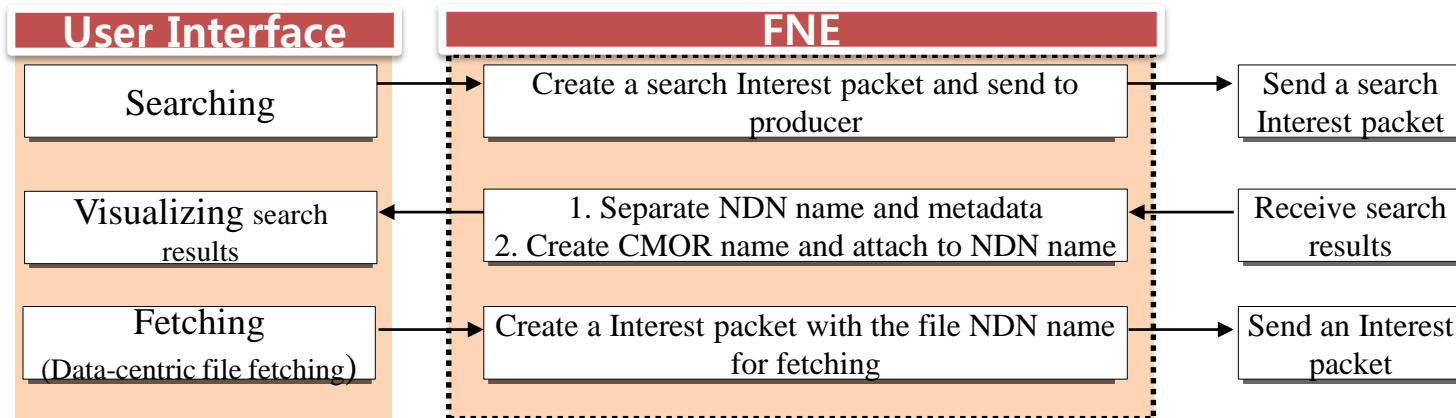 User Interface
FNE
Searching
Create a search Interest packet and send to
producer
Send a search
Interest packet
Visualizing search
results
1. Separate NDN name and metadata
2. Create CMOR name and attach to NDN name
Receive search
results
Fetching
(Data-centric file fetching)
Create a Interest packet with the file NDN name
for fetching
Send an Interest
packet